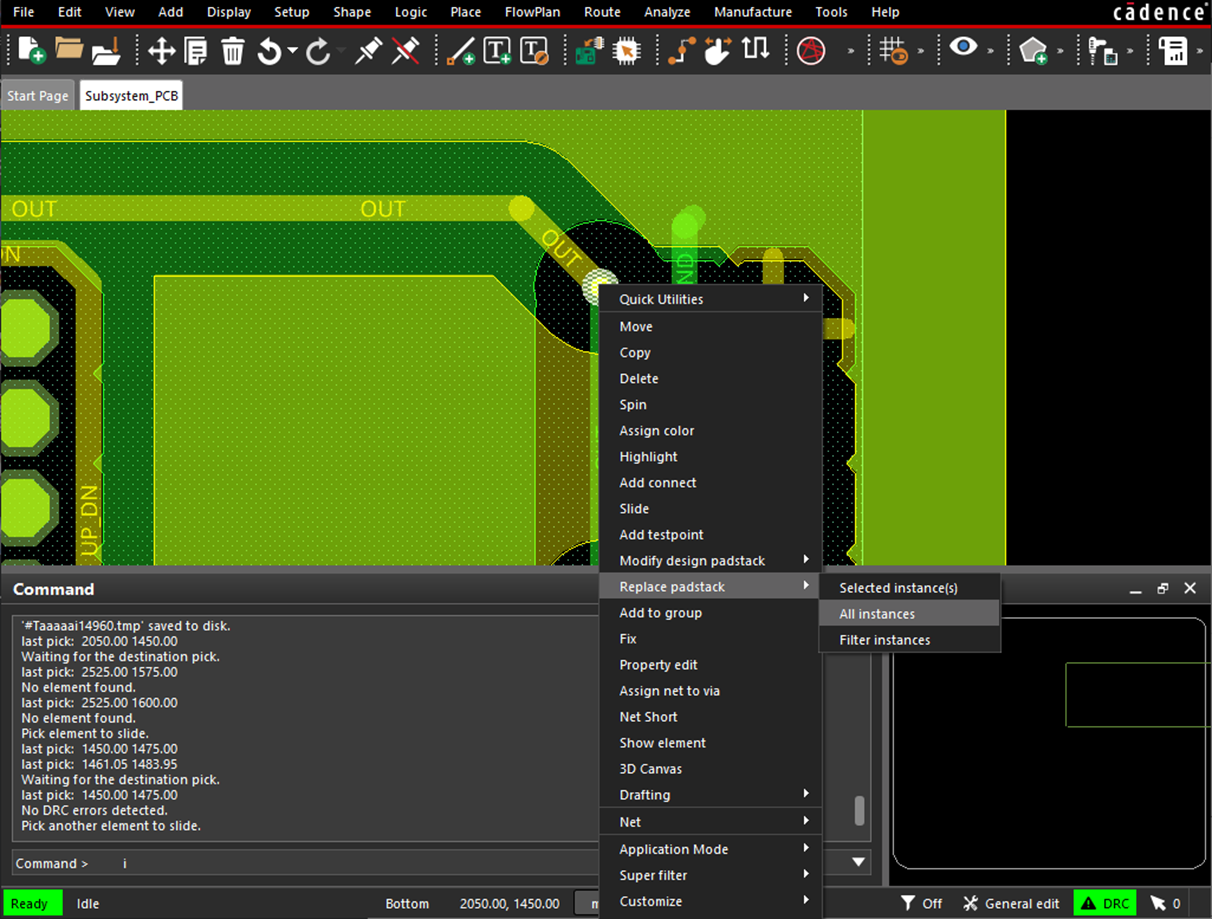 File Edit View Add Display Setup Shape Logic Place FlowPlan Route Analyze Manufacture Tools Help
cādence
Start Page
Subsystem_PCB
OUT
OUT
OUT
UP_DN
Quick Utilities
Move
Copy
Delete
Spin
Assign color
Highlight
Add connect
Slide
Add testpoint
Modify design padstack
Replace padstack
Add to group
Fix
Property edit
Assign net to via
Net Short
Show element
3D Canvas
Drafting
Net
Application Mode
Super filter
Customize
Selected instance(s)
All instances
Filter instances
Command
'#Taaaaai14960.tmp' saved to disk.
last pick: 2050.00 1450.00
Waiting for the destination pick.
last pick: 2525.00 1575.00
No element found.
last pick: 2525.00 1600.00
No element found.
Pick element to slide.
last pick: 1450.00 1475.00
last pick: 1461.05 1483.95
Waiting for the destination pick.
last pick: 1450.00 1475.00
No DRC errors detected.
Pick another element to slide.
Command > i
Ready Idle Bottom 2050.00, 1450.00 Off General edit DRC 0